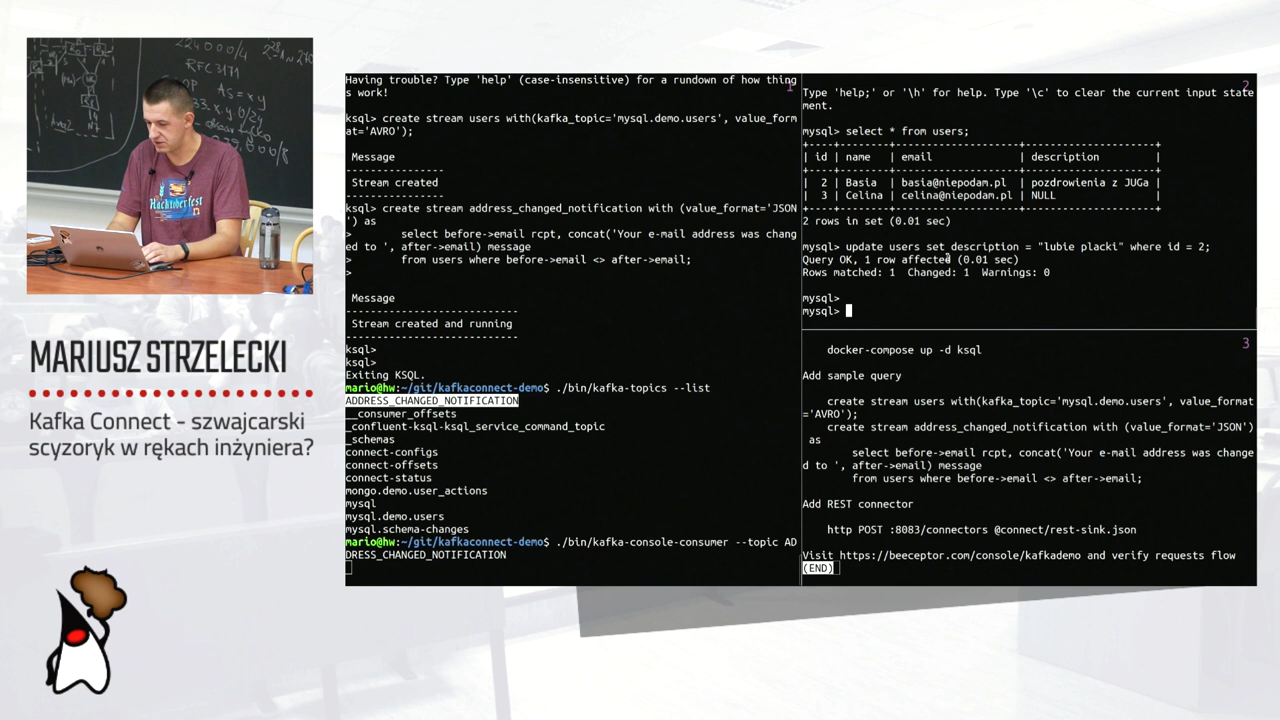 224 000/4
RFC3171
AS = x y
Hacktoberfest
MARIUSZ STRZELECKI
Kafka Connect - szwajcarski
scyzoryk w rękach inżyniera?
Having trouble? Type 'help' (case-insensitive) for a rundown of how thing
s work!
1
ksql> create stream users with(kafka_topic='mysql.demo.users', value_form
at='AVRO');
Message
----------------
Stream created
----------------
ksql> create stream address_changed_notification with (value_format='JSON
') as
> select before->email rcpt, concat('Your e-mail address was chang
ed to ', after->email) message
> from users where before->email <> after->email;
>
Message
----------------------------
Stream created and running
----------------------------
ksql>
ksql>
Exiting KSQL.
mario@hw:~/git/kafkaconnect-demo$ ./bin/kafka-topics --list
ADDRESS_CHANGED_NOTIFICATION
__consumer_offsets
_confluent-ksql-ksql_service_command_topic
_schemas
connect-configs
connect-offsets
connect-status
mongo.demo.user_actions
mysql
mysql.demo.users
mysql.schema-changes
mario@hw:~/git/kafkaconnect-demo$ ./bin/kafka-console-consumer --topic AD
DRESS_CHANGED_NOTIFICATION
2
Type 'help;' or '\h' for help. Type '\c' to clear the current input state
ment.
mysql> select * from users;
+----+--------+--------------------+----------------------+
| id | name | email | description |
+----+--------+--------------------+----------------------+
| 2 | Basia | basia@niepodam.pl | pozdrowienia z JUGa |
| 3 | Celina | celina@niepodam.pl | NULL |
+----+--------+--------------------+----------------------+
2 rows in set (0.01 sec)
mysql> update users set description = "lubie placki" where id = 2;
Query OK, 1 row affected (0.01 sec)
Rows matched: 1 Changed: 1 Warnings: 0
mysql>
mysql>
3
docker-compose up -d ksql
Add sample query
create stream users with(kafka_topic='mysql.demo.users', value_format
='AVRO');
create stream address_changed_notification with (value_format='JSON')
as
select before->email rcpt, concat('Your e-mail address was change
d to ', after->email) message
from users where before->email <> after->email;
Add REST connector
http POST :8083/connectors @connect/rest-sink.json
Visit https://beeceptor.com/console/kafkademo and verify requests flow
(END)